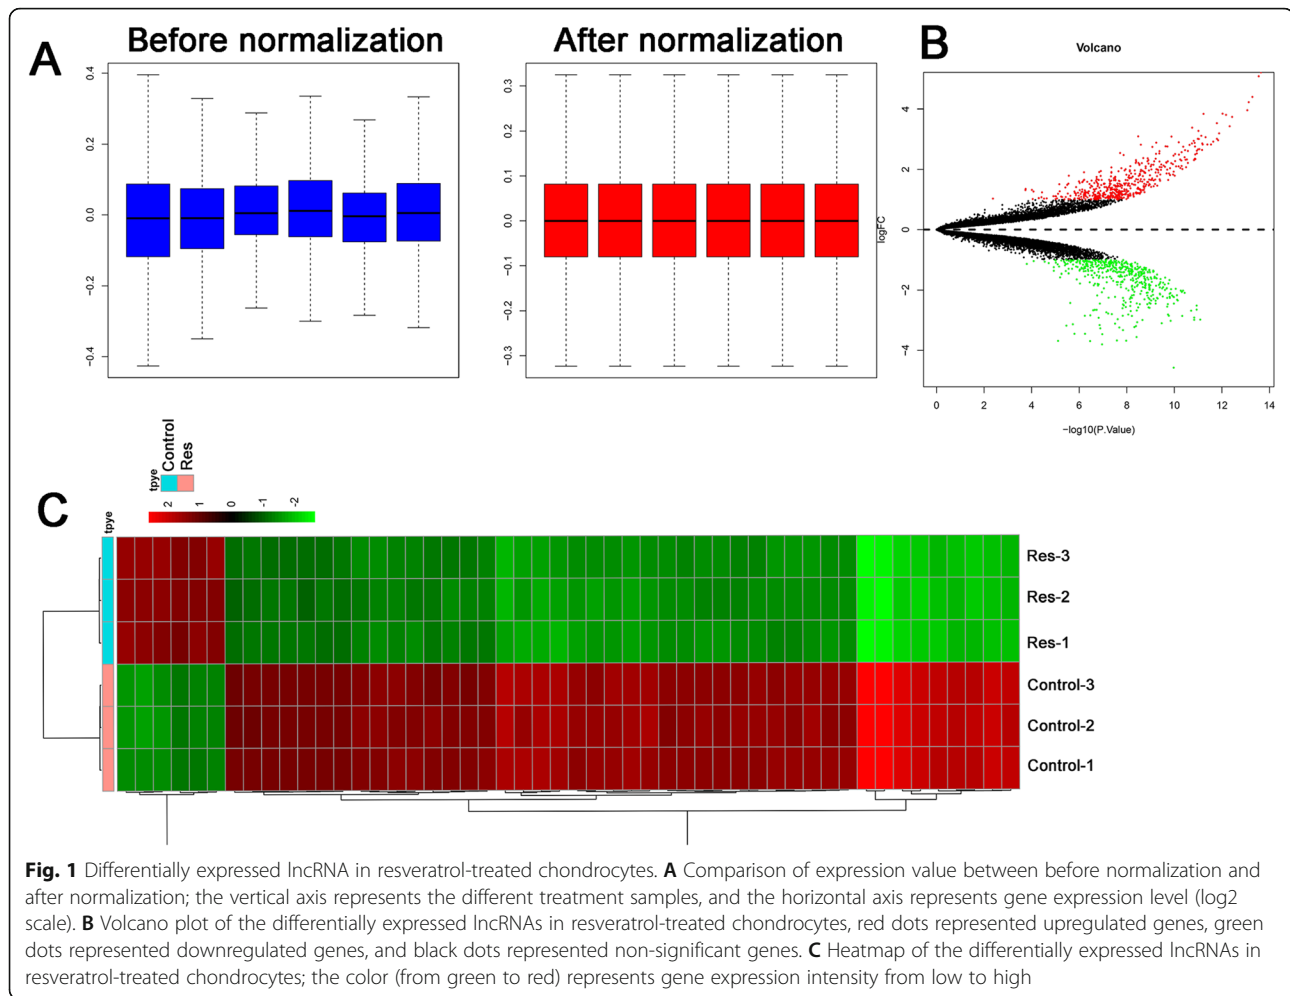 A
Before normalization
0.4
0.2
0.0
−0.2
−0.4
After normalization
0.3
0.2
0.1
0.0
−0.1
−0.2
−0.3
B
Volcano
logFC
4
2
0
−2
−4
0 2 4 6 8 10 12 14
−log10(P.Value)
C
tpye
Control
Res
2 1 0 -1 -2
tpye
Res-3
Res-2
Res-1
Control-3
Control-2
Control-1
Fig. 1 Differentially expressed lncRNA in resveratrol-treated chondrocytes. A Comparison of expression value between before normalization and
after normalization; the vertical axis represents the different treatment samples, and the horizontal axis represents gene expression level (log2
scale). B Volcano plot of the differentially expressed lncRNAs in resveratrol-treated chondrocytes, red dots represented upregulated genes, green
dots represented downregulated genes, and black dots represented non-significant genes. C Heatmap of the differentially expressed lncRNAs in
resveratrol-treated chondrocytes; the color (from green to red) represents gene expression intensity from low to high